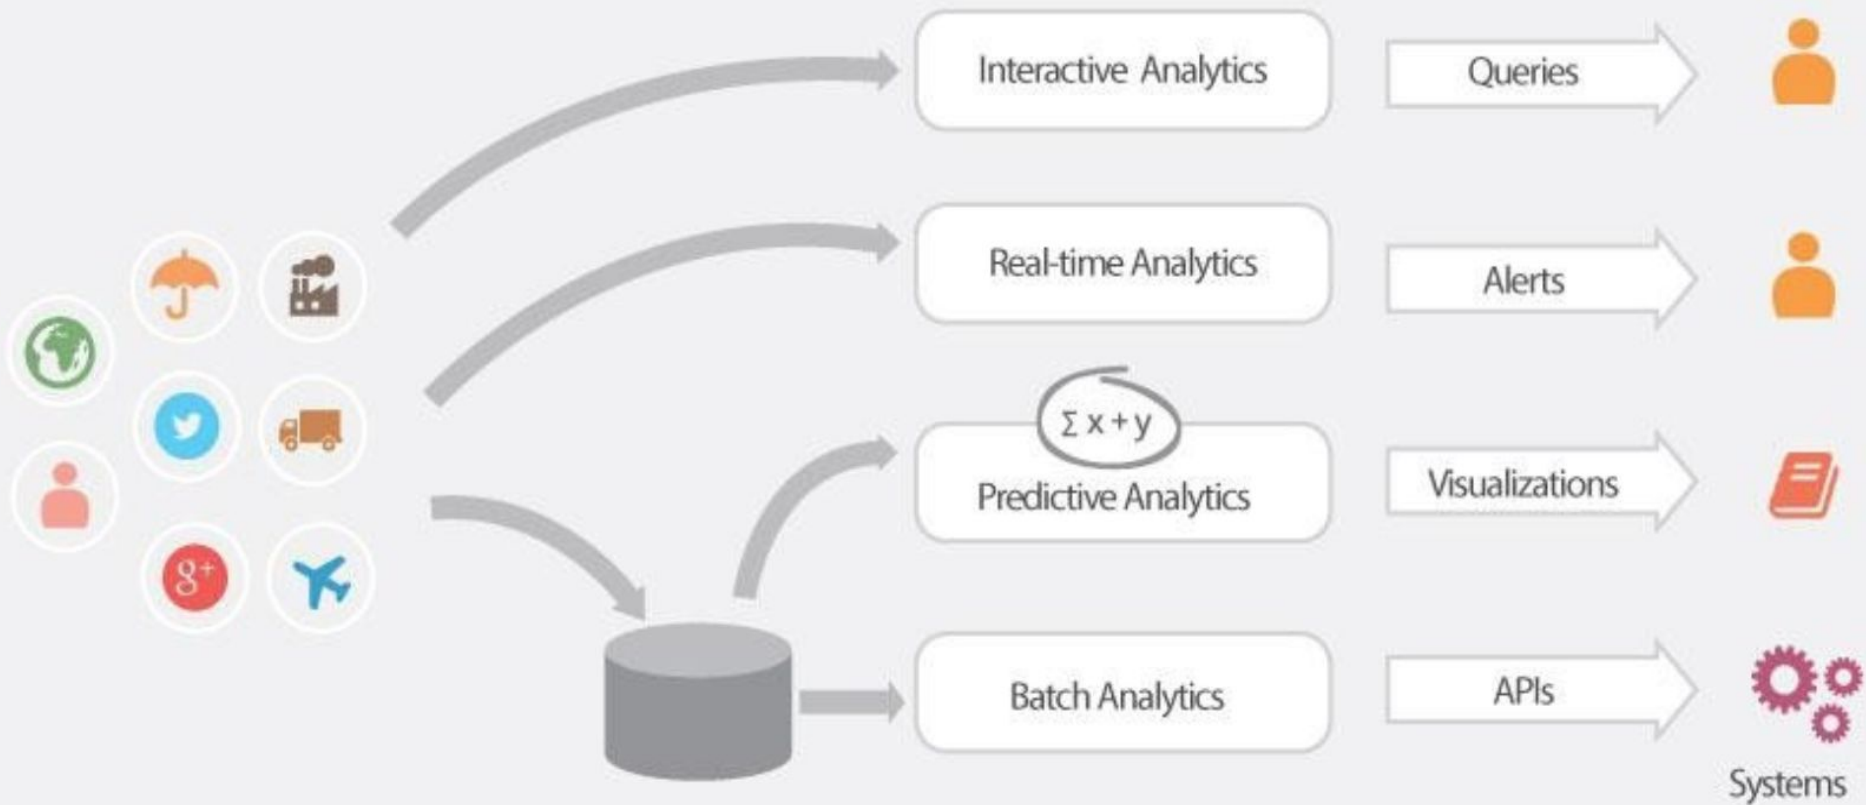 Interactive Analytics
Queries
Real-time Analytics
Alerts
Σ x + y
Predictive Analytics
Visualizations
g+
Batch Analytics
APIs
Systems